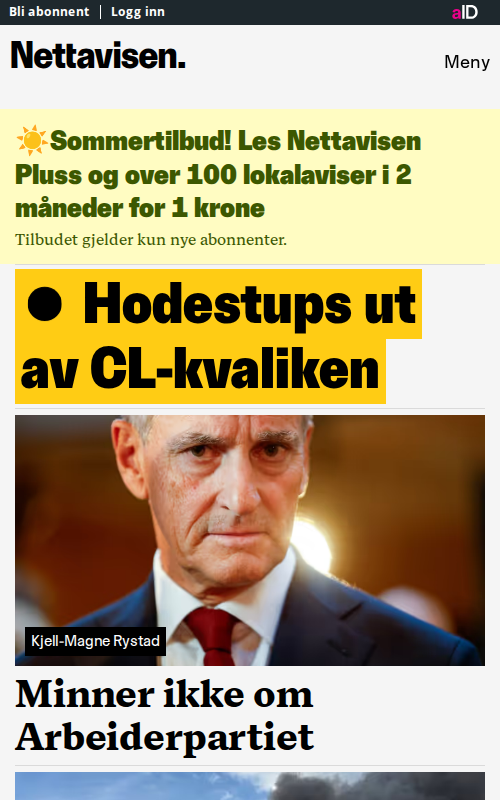 Bli abonnent | Logg inn
aID
Nettavisen.
Meny
☀️Sommertilbud! Les Nettavisen
Pluss og over 100 lokalaviser i 2
måneder for 1 krone
Tilbudet gjelder kun nye abonnenter.
● Hodestups ut
av CL-kvaliken
Kjell-Magne Rystad
Minner ikke om
Arbeiderpartiet